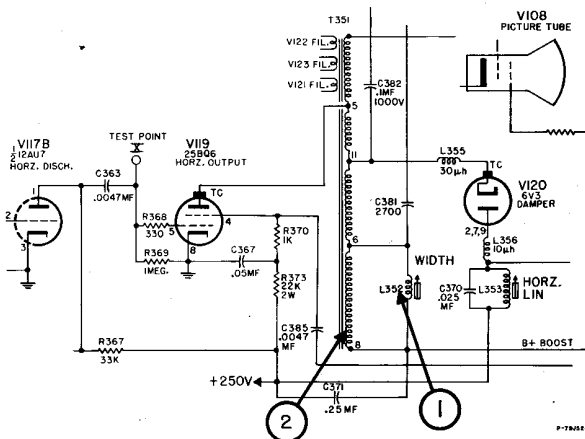 T351
V108
PICTURE TUBE
V122 FIL.
V123 FIL.
V121 FIL.
C382
.1MF
1000V
5
V117B
½ 12AU7
HORZ. DISCH.
TEST POINT
X
V119
25BQ6
HORZ. OUTPUT
C363
.0047MF
TC
11
L355
30μh
TC
V120
6V3
DAMPER
1
2
3
R368
330
5
4
8
R370
1K
C381
2700
2,7,9
L356
10μh
R369
1MEG.
C367
.05MF
6
WIDTH
R373
22K
2W
L352
C370
.025
MF
L353
HORZ.
LIN
C385
.0047
MF
R367
33K
8
B+ BOOST
+250V
C371
.25MF
2
1